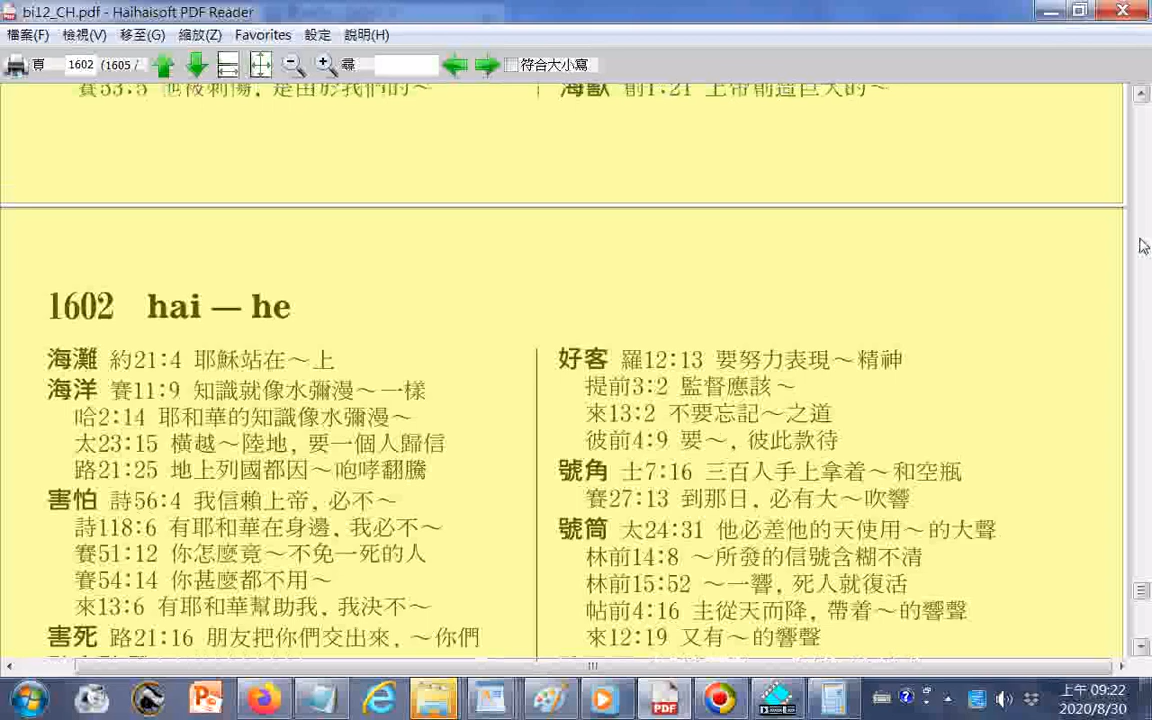 bi12_CH.pdf - Haihaisoft PDF Reader
檔案(F) 檢視(V) 移至(G) 縮放(Z) Favorites 設定 說明(H)
頁 1602 (1605 / 尋 符合大小寫
賽53:5 他被刺傷, 是由於我們的～
海獸 創1:21 上帝創造巨大的～
1602 hai — he
海灘 約21:4 耶穌站在～上
海洋 賽11:9 知識就像水彌漫～一樣
哈2:14 耶和華的知識像水彌漫～
太23:15 橫越～陸地, 要一個人歸信
路21:25 地上列國都因～咆哮翻騰
害怕 詩56:4 我信賴上帝, 必不～
詩118:6 有耶和華在身邊, 我必不～
賽51:12 你怎麼竟～不免一死的人
賽54:14 你甚麼都不用～
來13:6 有耶和華幫助我, 我決不～
害死 路21:16 朋友把你們交出來, ～你們
好客 羅12:13 要努力表現～精神
提前3:2 監督應該～
來13:2 不要忘記～之道
彼前4:9 要～, 彼此款待
號角 士7:16 三百人手上拿着～和空瓶
賽27:13 到那日, 必有大～吹響
號筒 太24:31 他必差他的天使用～的大聲
林前14:8 ～所發的信號含糊不清
林前15:52 ～一響, 死人就復活
帖前4:16 主從天而降, 帶着～的響聲
來12:19 又有～的響聲
上午 09:22
2020/8/30